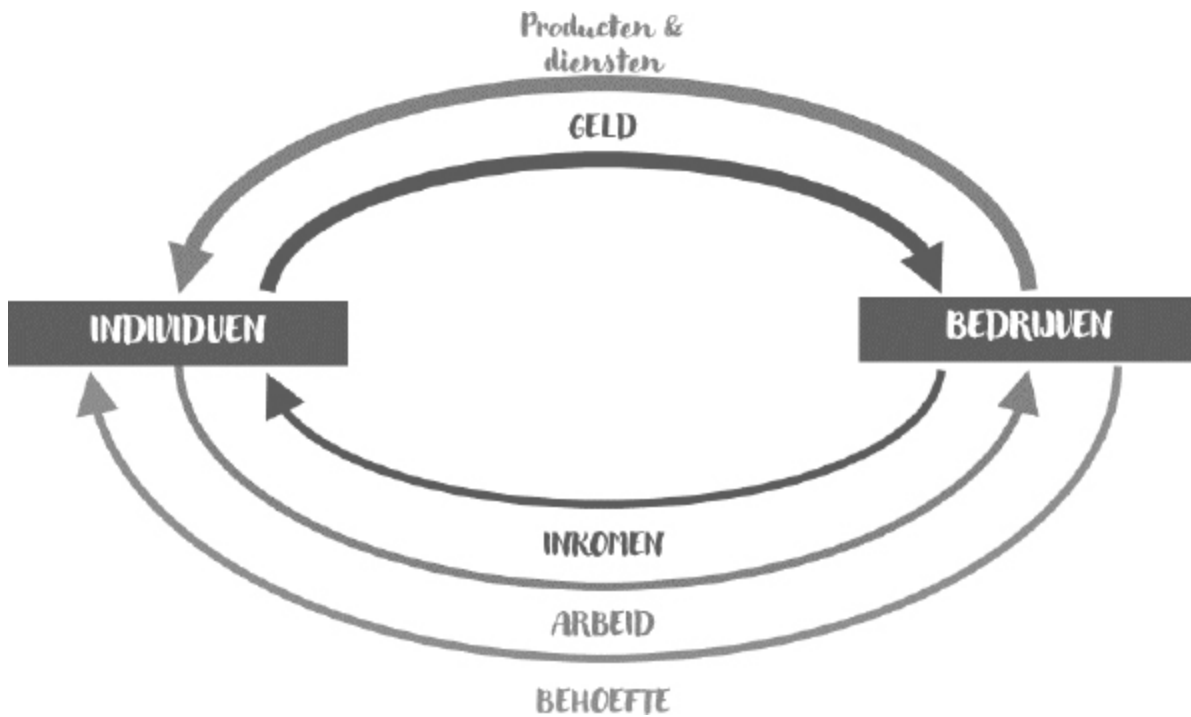 Producten &
diensten
GELD
INDIVIDUEN
BEDRIJVEN
INKOMEN
ARBEID
BEHOEFTE